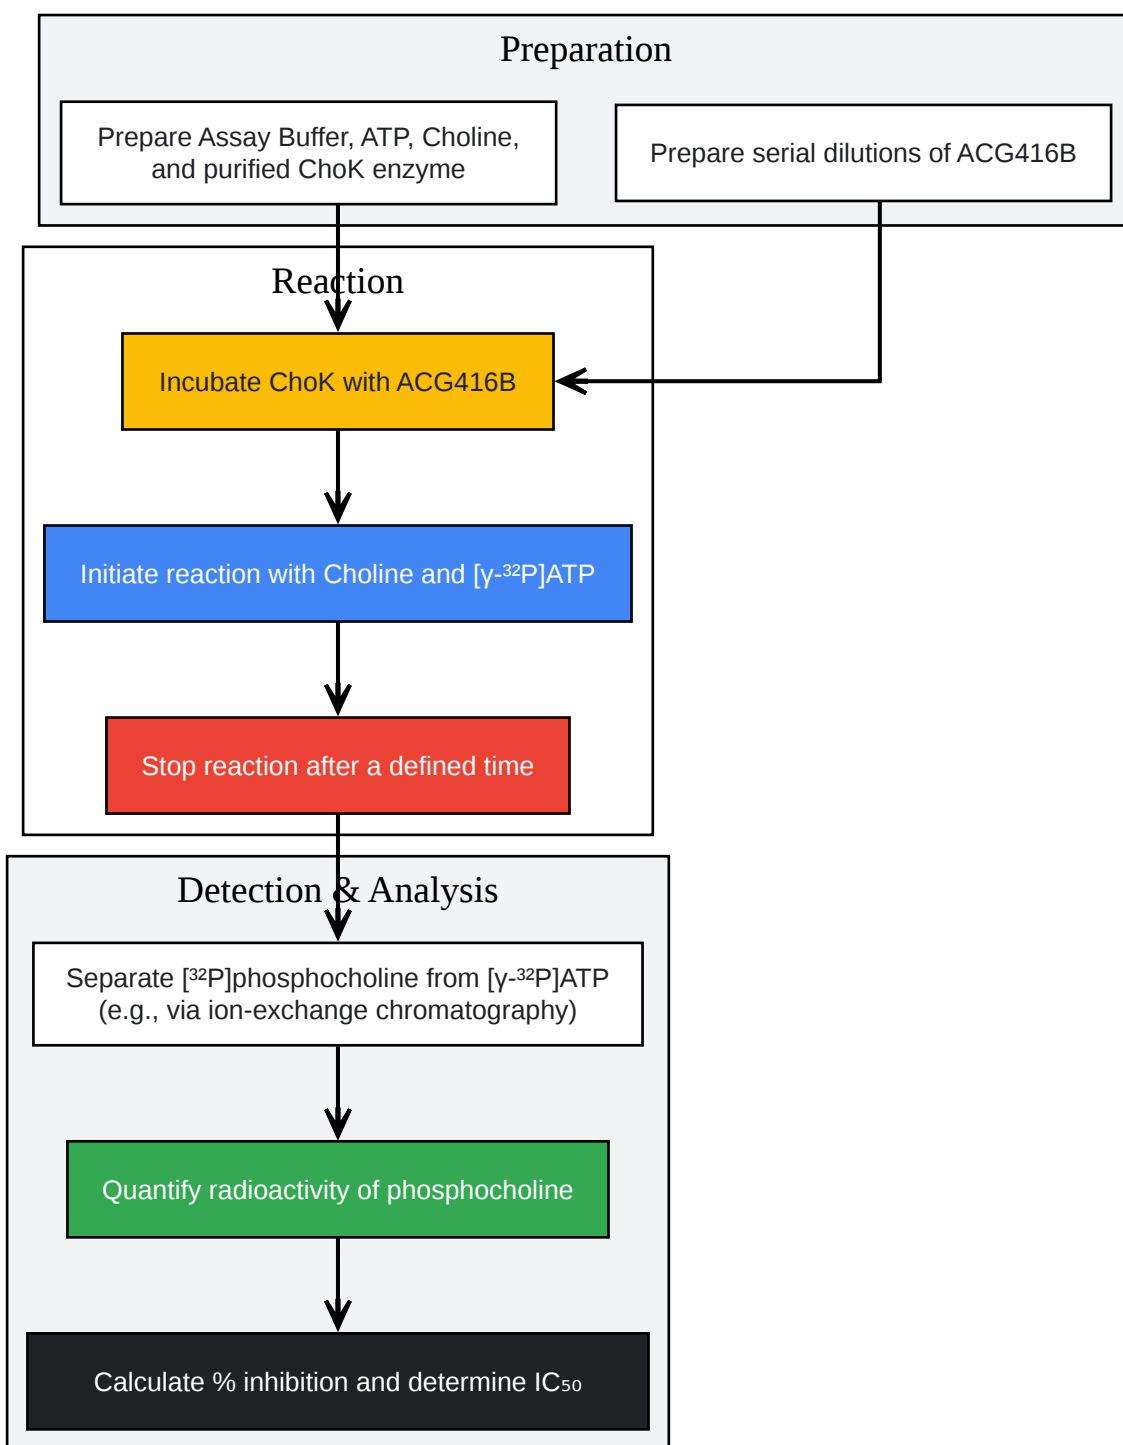 Preparation
Prepare Assay Buffer, ATP, Choline,
and purified ChoK enzyme
Prepare serial dilutions of ACG416B
Reaction
Incubate ChoK with ACG416B
Initiate reaction with Choline and [γ-³²P]ATP
Stop reaction after a defined time
Detection & Analysis
Separate [³²P]phosphocholine from [γ-³²P]ATP
(e.g., via ion-exchange chromatography)
Quantify radioactivity of phosphocholine
Calculate % inhibition and determine IC₅₀